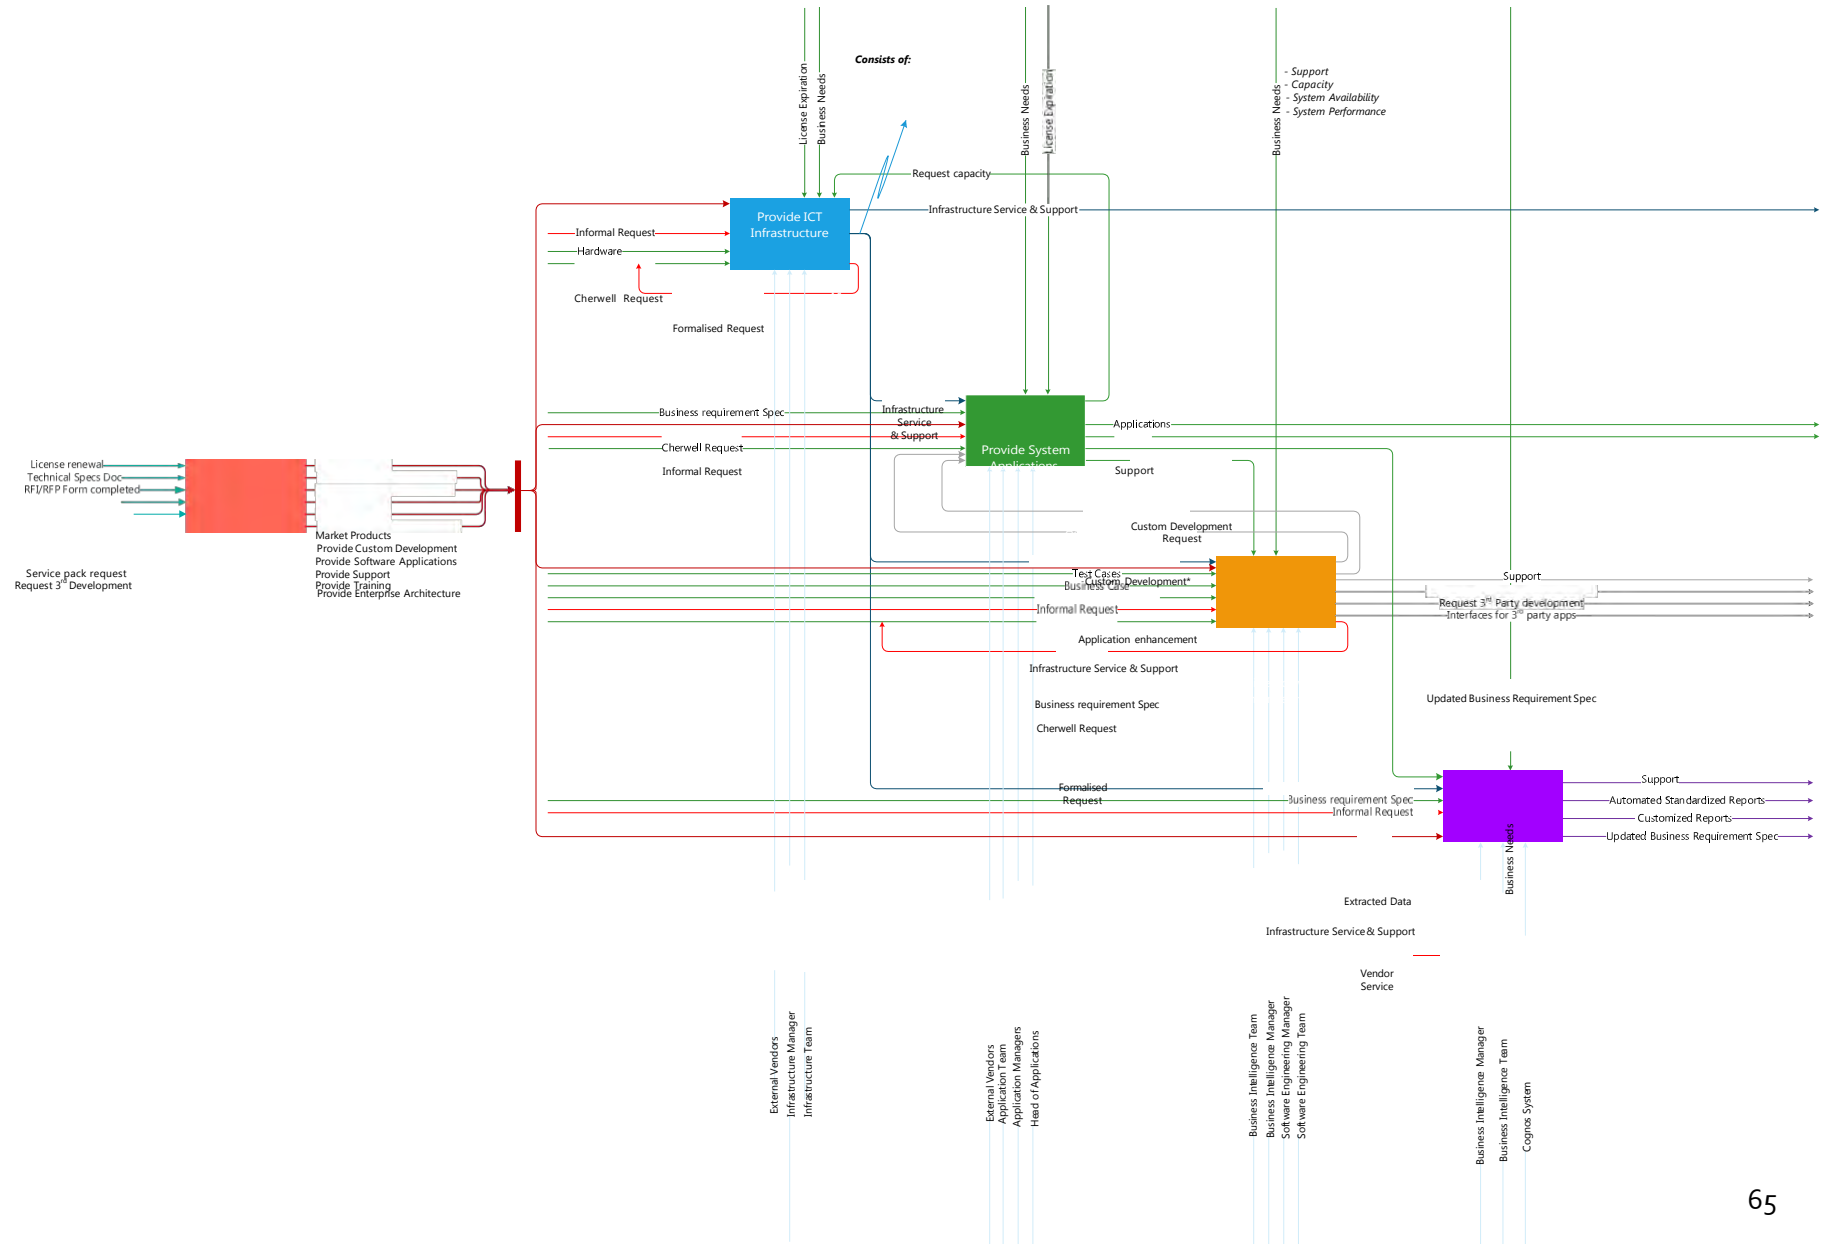 Consists of:
- Support
- Capacity
- System Availability
- System Performance
License Expiration
Business Needs
Business Needs
License Expiration
Business Needs
Request capacity
Infrastructure Service & Support
Provide ICT
Infrastructure
Informal Request
Hardware
Cherwell Request
Formalised Request
Business requirement Spec
Infrastructure
Service
& Support
Cherwell Request
Informal Request
Provide System
Applications
Applications
Support
License renewal
Technical Specs Doc
RFI/RFP Form completed
Service pack request
Request 3rd Development
Market Products
Provide Custom Development
Provide Software Applications
Provide Support
Provide Training
Provide Enterprise Architecture
Custom Development
Request
Test Cases
Custom Development*
Business Case
Informal Request
Application enhancement
Infrastructure Service & Support
Business requirement Spec
Cherwell Request
Support
Request 3rd Party development
Interfaces for 3rd party apps
Updated Business Requirement Spec
Formalised
Request
Business requirement Spec
Informal Request
Support
Automated Standardized Reports
Customized Reports
Updated Business Requirement Spec
Business Needs
Extracted Data
Infrastructure Service & Support
Vendor
Service
External Vendors
Infrastructure Manager
Infrastructure Team
External Vendors
Application Team
Application Managers
Head of Applications
Business Intelligence Team
Business Intelligence Manager
Software Engineering Manager
Software Engineering Team
Business Intelligence Manager
Business Intelligence Team
Cognos System
65